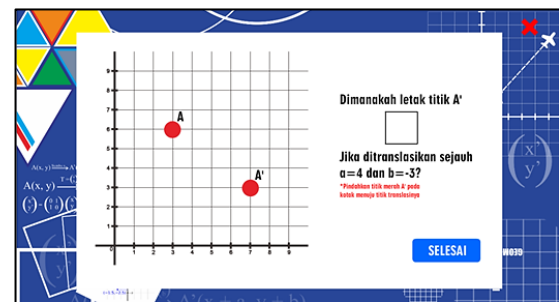 Dimanakah letak titik A'
Jika ditranslasikan sejauh
a=4 dan b=-3?
*Pindahkan titik merah A' pada
kotak menuju titik translasinya
SELESAI
A
A'
9
8
7
6
5
4
3
2
1
0 1 2 3 4 5 6 7 8 9
A(x, y)
x'
y'
GEOM
A'(x + a, y + b)